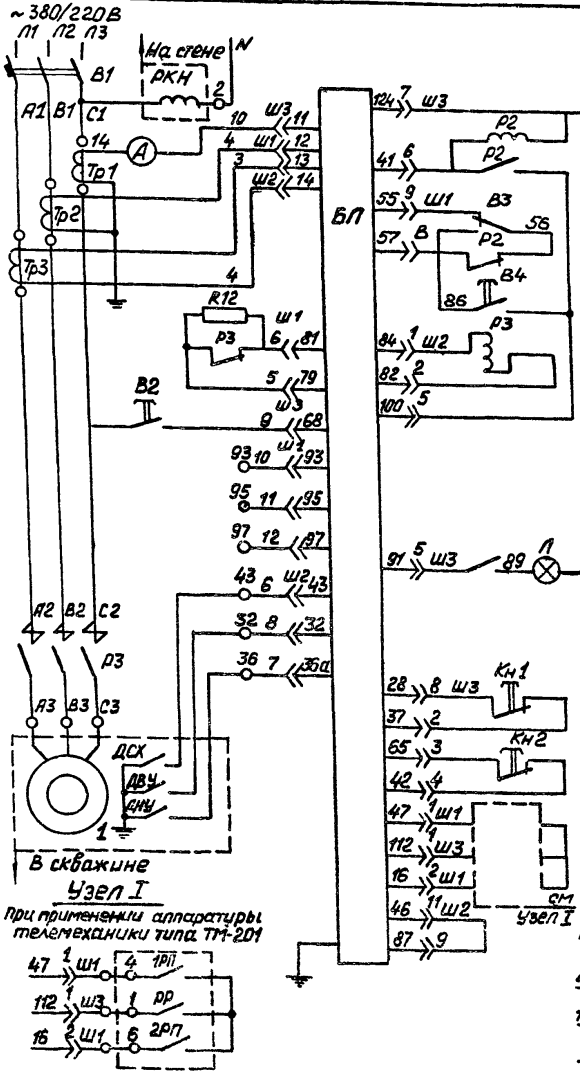 ~380/220В
Л1 Л2 Л3
На стене
N
РКН
В1
2
А1 В1 С1
14
А
Тр1
Тр2
Тр3
10 Ш3 11
4 Ш1 12
3 13
Ш2 14
4
R12
Ш1
Р3 6 81
5 79
В2
Ш3
9 68
93 10 93
95 11 95
97 12 97
43 6 Ш2 43
32 8 32
36 7 36а
А2 В2 С2
Р3
А3 В3 С3
ДСХ
ДВУ
ДНУ
1
В скважине
БП
124 7 Ш3
Р2
41 6 Р2
55 9 Ш1 В3
56
57 В Р2
В4
86
84 1 Ш2 Р3
82 2
100 5
91 5 Ш3 89 Л
28 8 Ш3 Кн1
37 2
65 3 Кн2
42 4
47 1 Ш1
112 1 Ш3
16 2 Ш1
см
Узел I
46 11 Ш2
87 9
Узел I
При применении аппаратуры
телемеханики типа ТМ-201
47 1 Ш1 4 1РП
112 1 Ш3 1 РР
16 2 Ш1 6 2РП